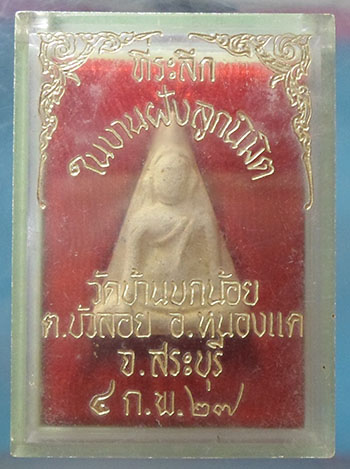 ที่ระลึก
ในงานฝังลูกนิมิต
วัดบ้านบกน้อย
ต.บัวลอย อ.หนองแค
จ.สระบุรี
๔ ก.พ.๒๗